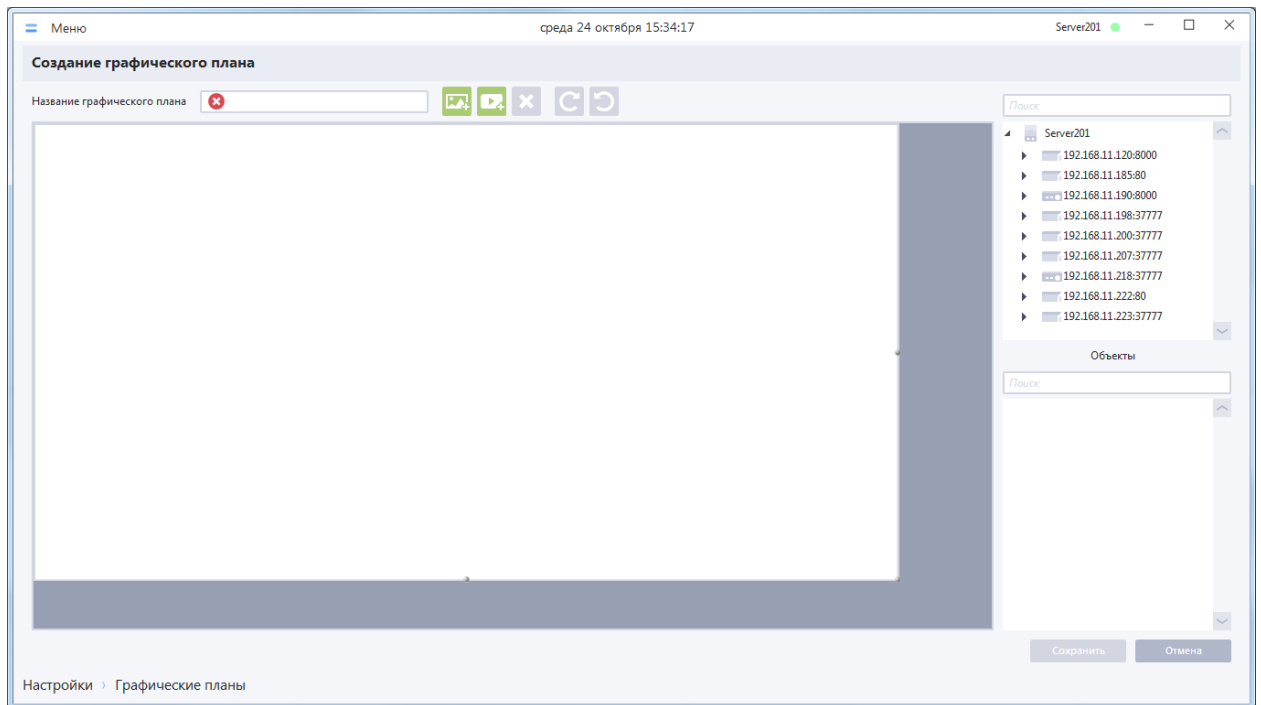 Меню
среда 24 октября 15:34:17
Server201
Создание графического плана
Название графического плана
Поиск
Server201
192.168.11.120:8000
192.168.11.185:80
192.168.11.190:8000
192.168.11.198:37777
192.168.11.200:37777
192.168.11.207:37777
192.168.11.218:37777
192.168.11.222:80
192.168.11.223:37777
Объекты
Поиск
Сохранить
Отмена
Настройки › Графические планы